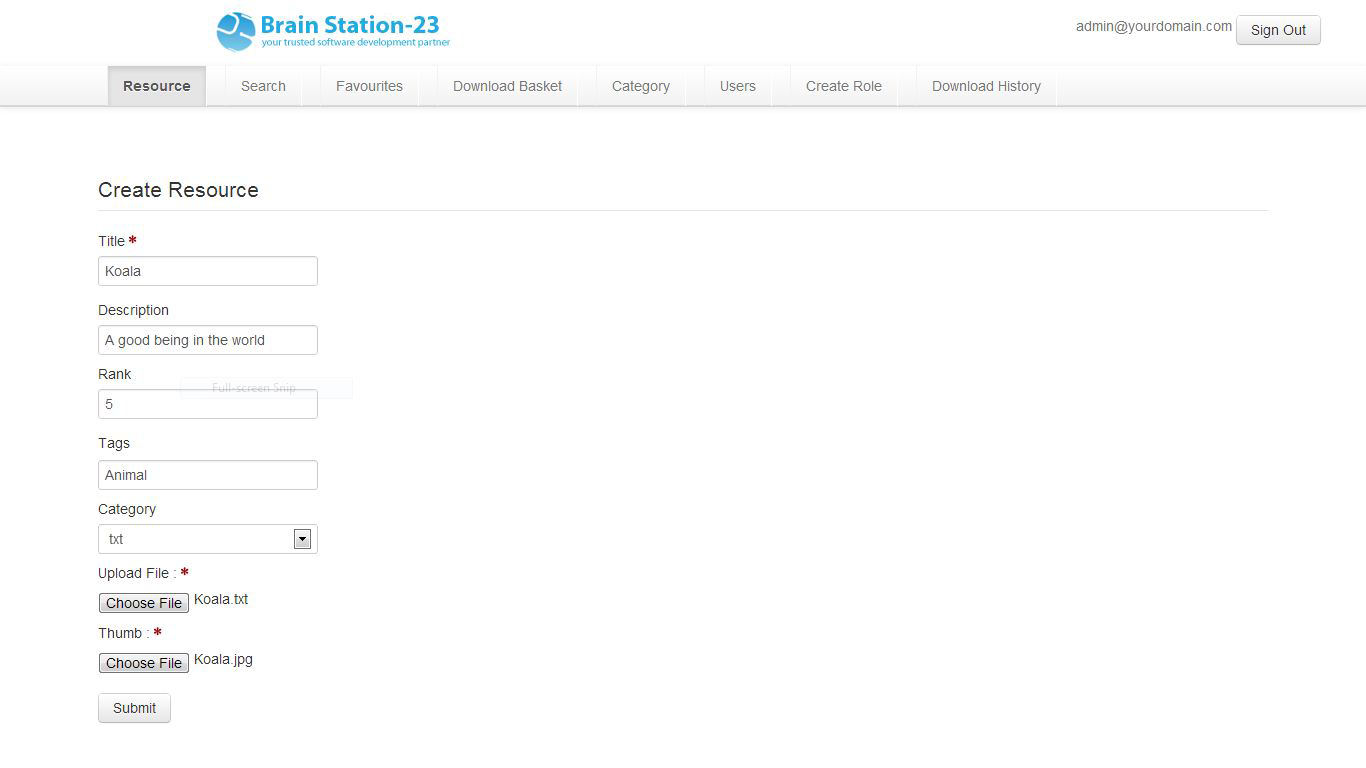 Brain Station-23
your trusted software development partner
admin@yourdomain.com Sign Out
Resource Search Favourites Download Basket Category Users Create Role Download History
Create Resource
Title *
Koala
Description
A good being in the world
Rank
Full-screen Snip
5
Tags
Animal
Category
txt
Upload File : *
Choose File Koala.txt
Thumb : *
Choose File Koala.jpg
Submit